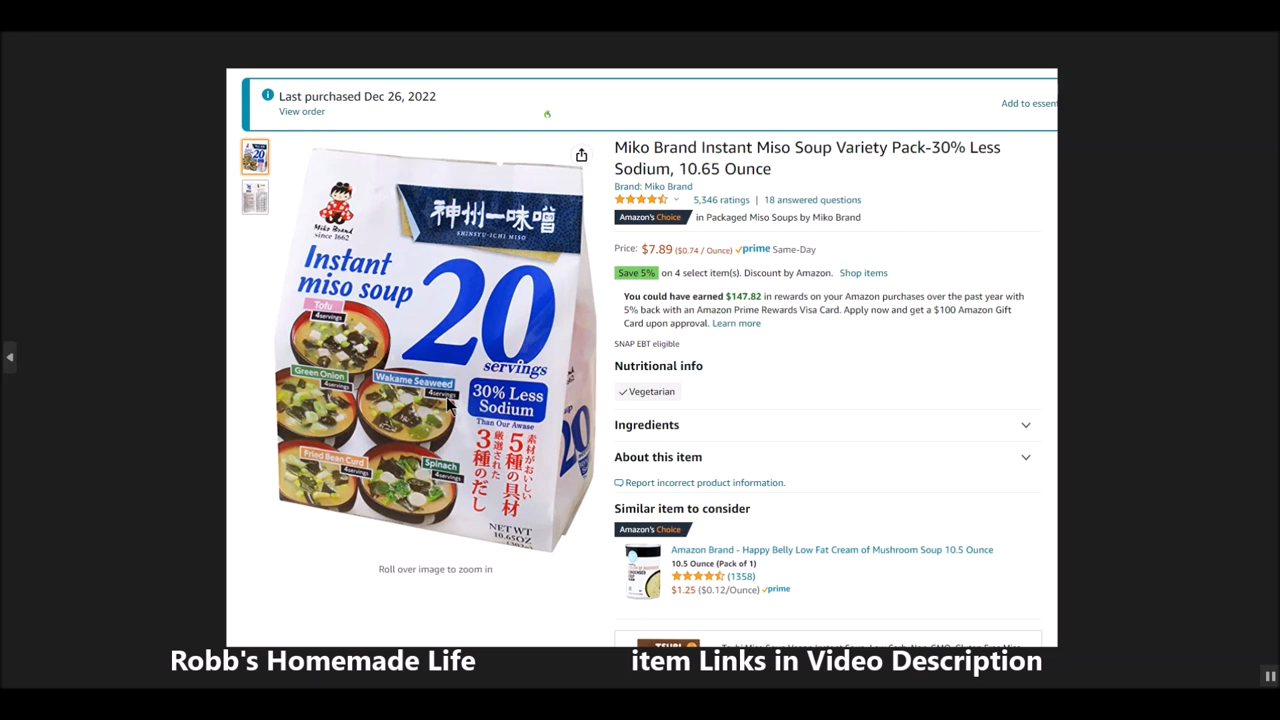 Last purchased Dec 26, 2022
View order
Add to essen
Miko Brand Instant Miso Soup Variety Pack-30% Less
Sodium, 10.65 Ounce
Brand: Miko Brand
5,346 ratings | 18 answered questions
Amazon's Choice in Packaged Miso Soups by Miko Brand
Price: $7.89 ($0.74 / Ounce) prime Same-Day
Save 5% on 4 select item(s). Discount by Amazon. Shop items
You could have earned $147.82 in rewards on your Amazon purchases over the past year with
5% back with an Amazon Prime Rewards Visa Card. Apply now and get a $100 Amazon Gift
Card upon approval. Learn more
SNAP EBT eligible
Nutritional info
Vegetarian
Ingredients
About this item
Report incorrect product information.
Similar item to consider
Amazon's Choice
Amazon Brand - Happy Belly Low Fat Cream of Mushroom Soup 10.5 Ounce
10.5 Ounce (Pack of 1)
(1358)
$1.25 ($0.12/Ounce) prime
Miko Brand
since 1662
神州一味噌
SHINSYU-ICHI MISO
Instant
miso soup
20
servings
Tofu
4servings
Green Onion
4servings
Wakame Seaweed
4servings
30% Less
Sodium
Than Our Awase
Fried Bean Curd
4servings
Spinach
4servings
素材がおいしい
5種の具材
厳選された
3種のだし
NET WT
10.65OZ
20
Roll over image to zoom in
Robb's Homemade Life
item Links in Video Description